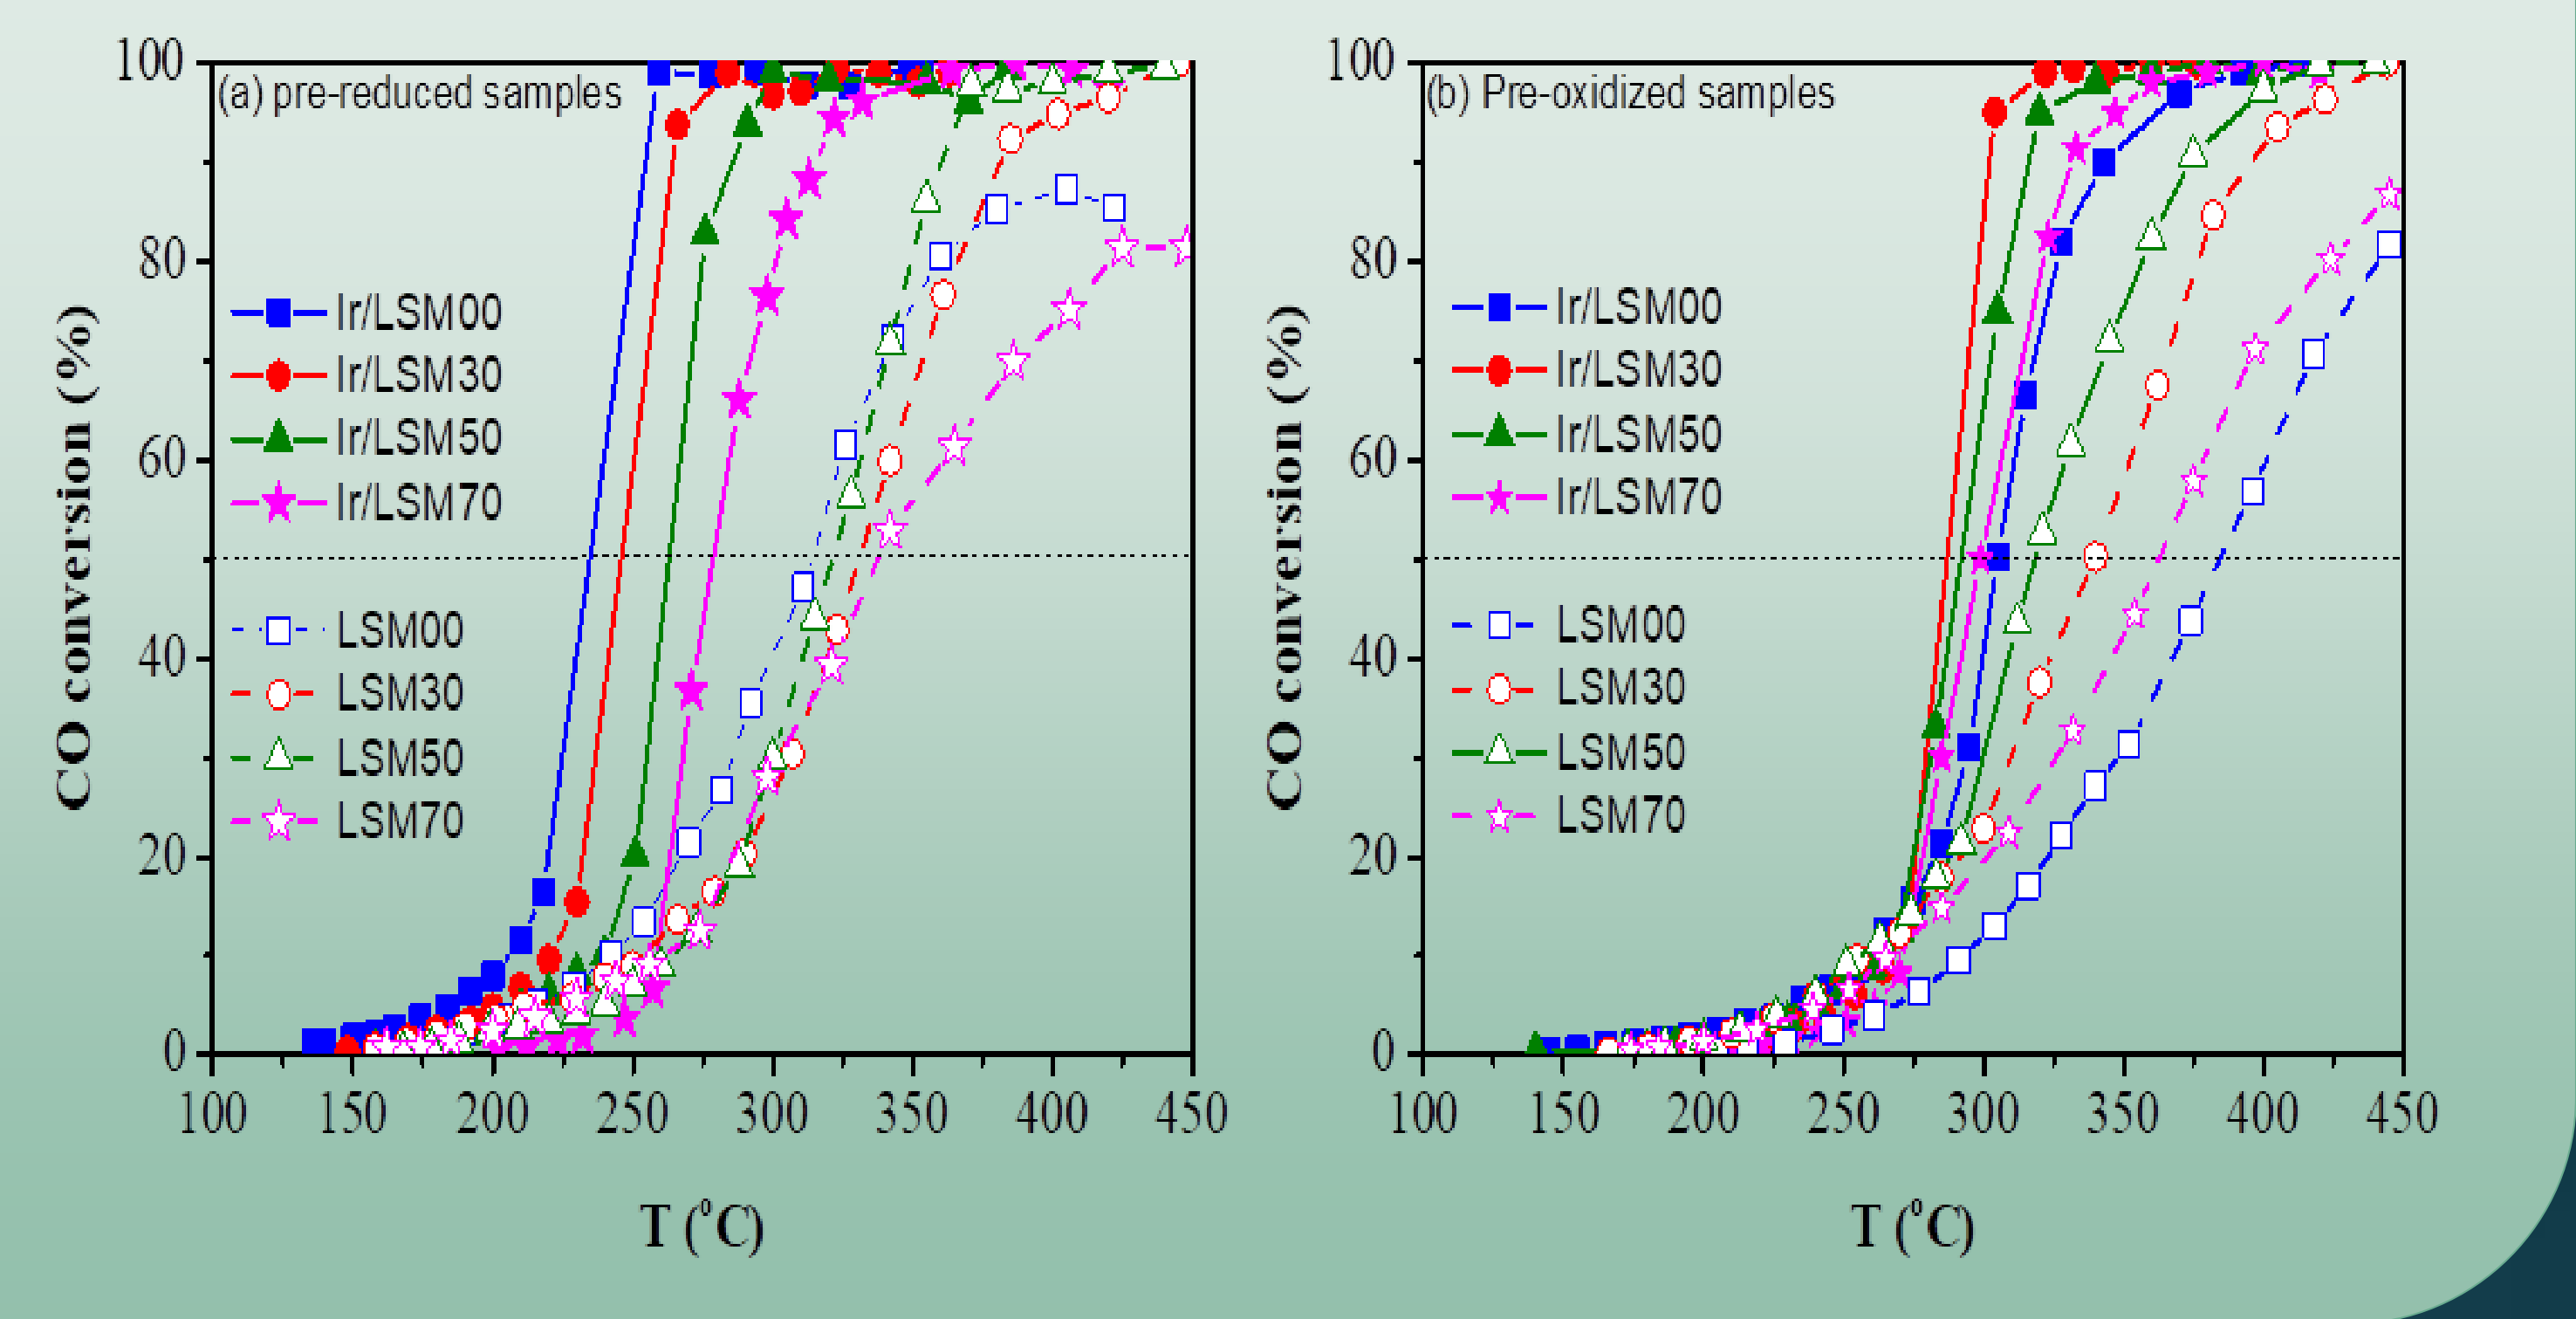 (a) pre-reduced samples
CO conversion (%)
100
80
60
40
20
0
Ir/LSM00
Ir/LSM30
Ir/LSM50
Ir/LSM70
LSM00
LSM30
LSM50
LSM70
100 150 200 250 300 350 400 450
T (°C)
(b) Pre-oxidized samples
CO conversion (%)
100
80
60
40
20
0
Ir/LSM00
Ir/LSM30
Ir/LSM50
Ir/LSM70
LSM00
LSM30
LSM50
LSM70
100 150 200 250 300 350 400 450
T (°C)